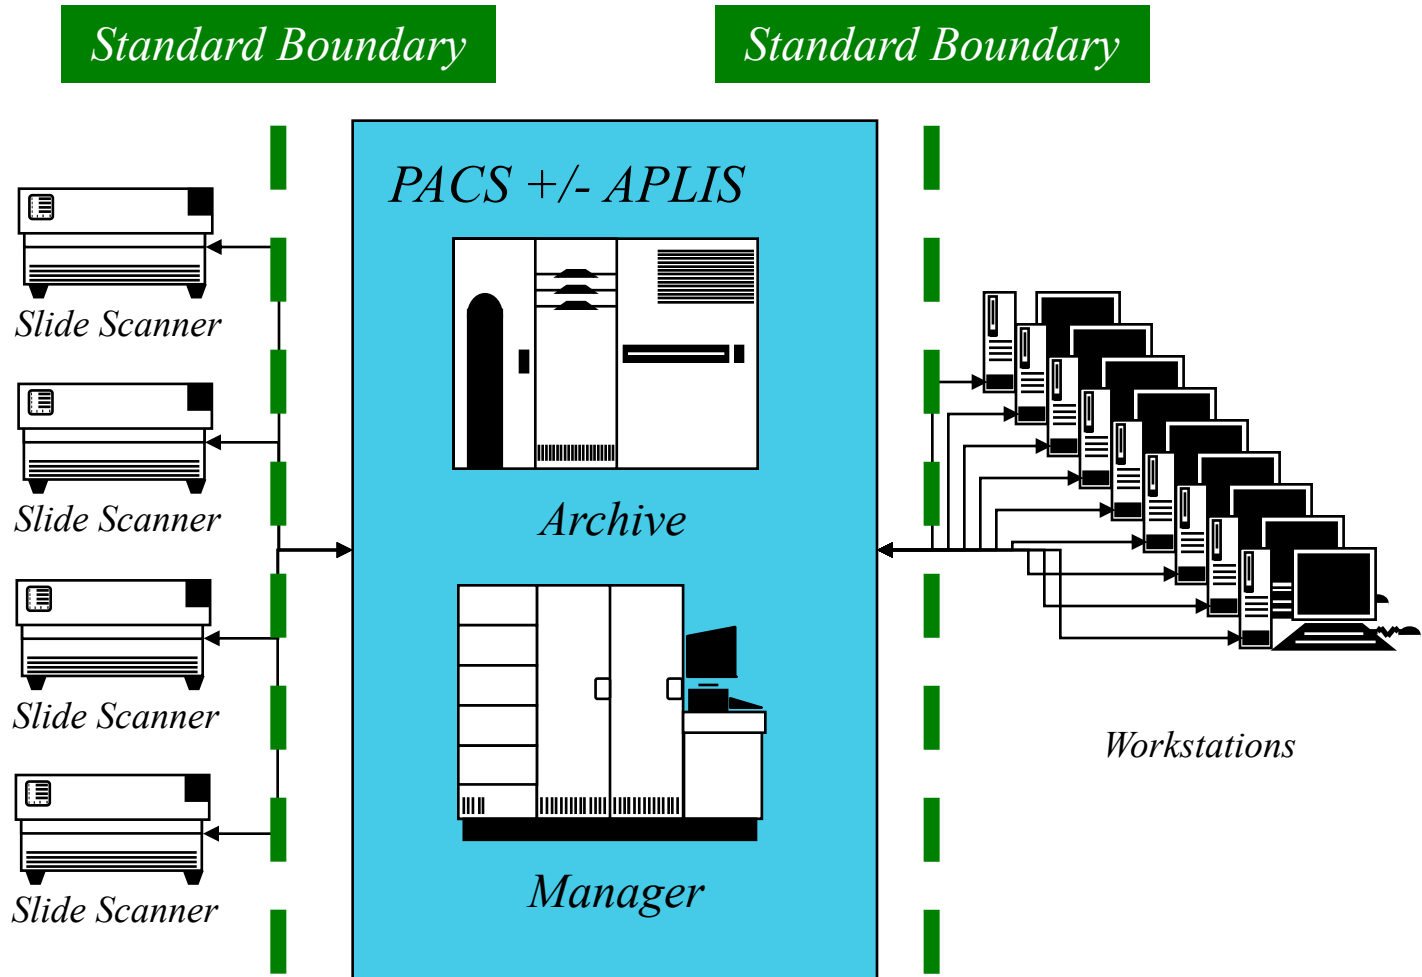 Standard Boundary
Standard Boundary
PACS +/- APLIS
Slide Scanner
Slide Scanner
Archive
Slide Scanner
Workstations
Manager
Slide Scanner